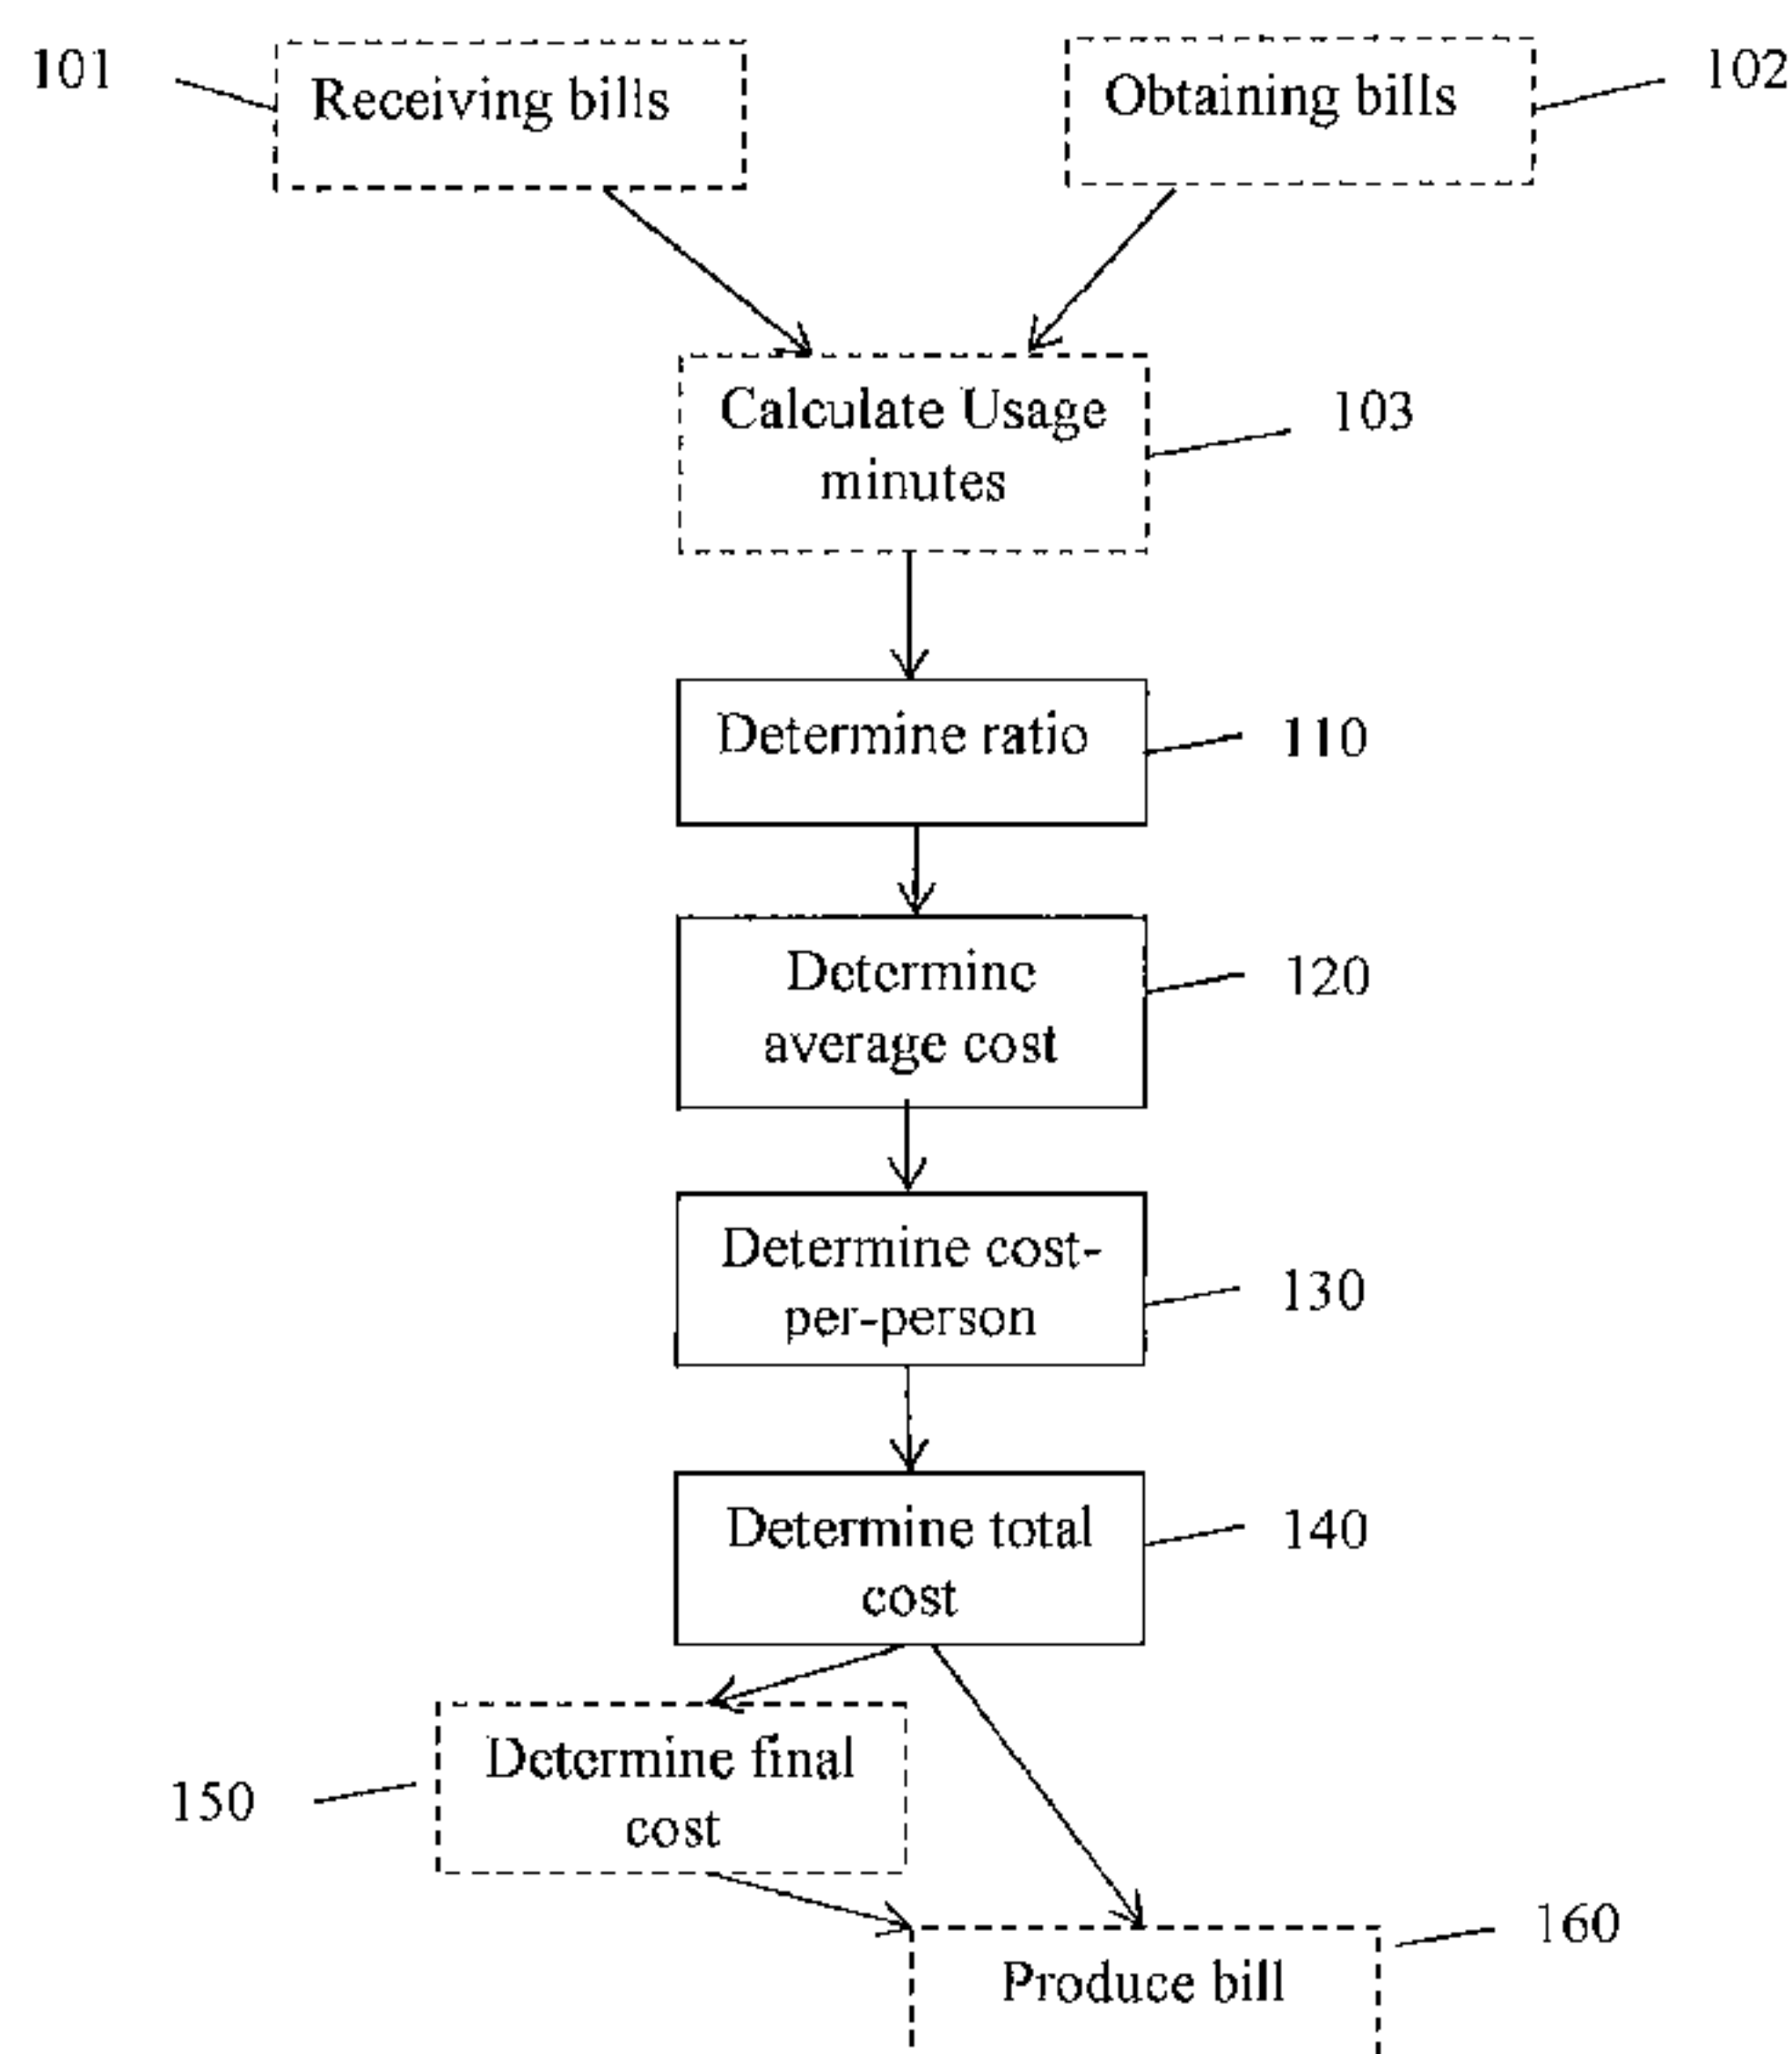 101
Receiving bills
Obtaining bills
102
Calculate Usage
minutes
103
Determine ratio
110
Determine
average cost
120
Determine cost-
per-person
130
Determine total
cost
140
Determine final
cost
150
Produce bill
160